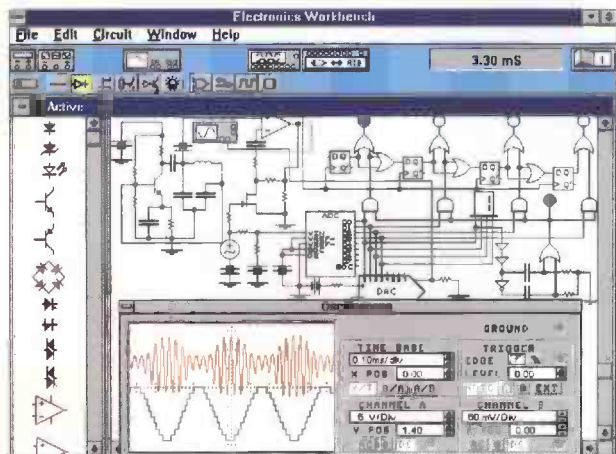 Electronics Workbench
File Edit Circuit Window Help
3.30 mS
Active
ADC
DAC
GROUND
TIME BASE
TRIGGER
0.10ms/div
EDGE
X POS 0.00
LEVEL 0.00
Y/T B/A A/B
A B EXT
CHANNEL A
CHANNEL B
5 V/Div
50 mV/Div
Y POS 1.40
0.00